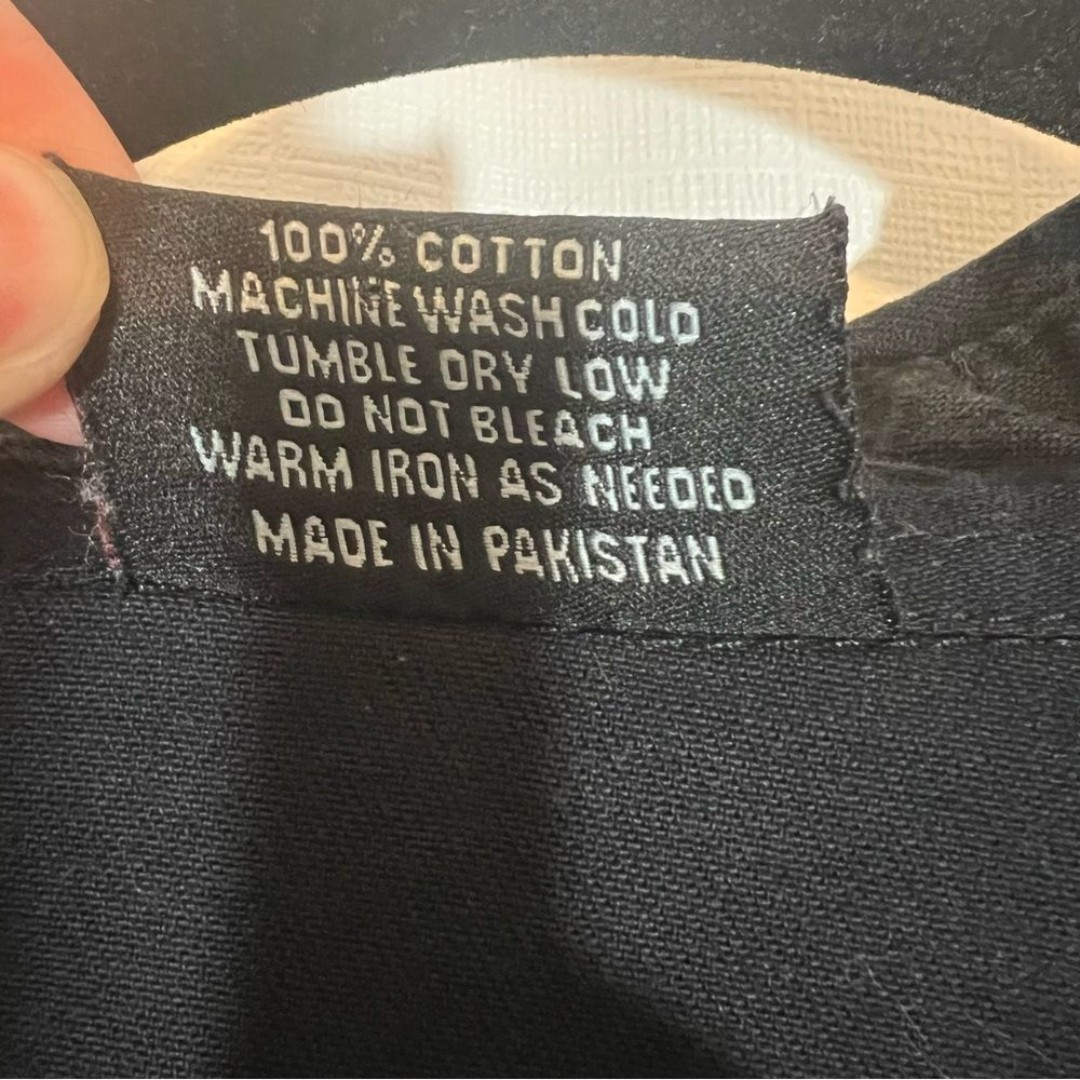 100% COTTON
MACHINE WASH COLD
TUMBLE DRY LOW
DO NOT BLEACH
WARM IRON AS NEEDED
MADE IN PAKISTAN